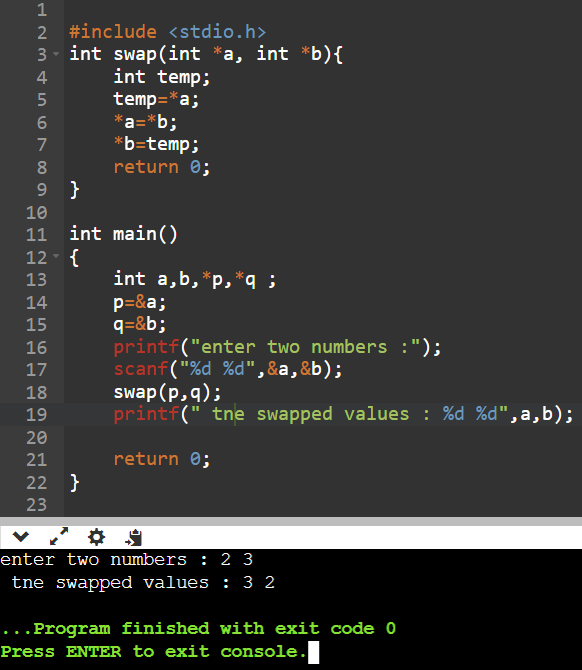 1
2 #include <stdio.h>
3 int swap(int *a, int *b){
4     int temp;
5     temp=*a;
6     *a=*b;
7     *b=temp;
8     return 0;
9 }
10
11 int main()
12 {
13     int a,b,*p,*q ;
14     p=&a;
15     q=&b;
16     printf("enter two numbers :");
17     scanf("%d %d",&a,&b);
18     swap(p,q);
19     printf(" tne swapped values : %d %d",a,b);
20
21     return 0;
22 }
23
enter two numbers : 2 3
 tne swapped values : 3 2
...Program finished with exit code 0
Press ENTER to exit console.